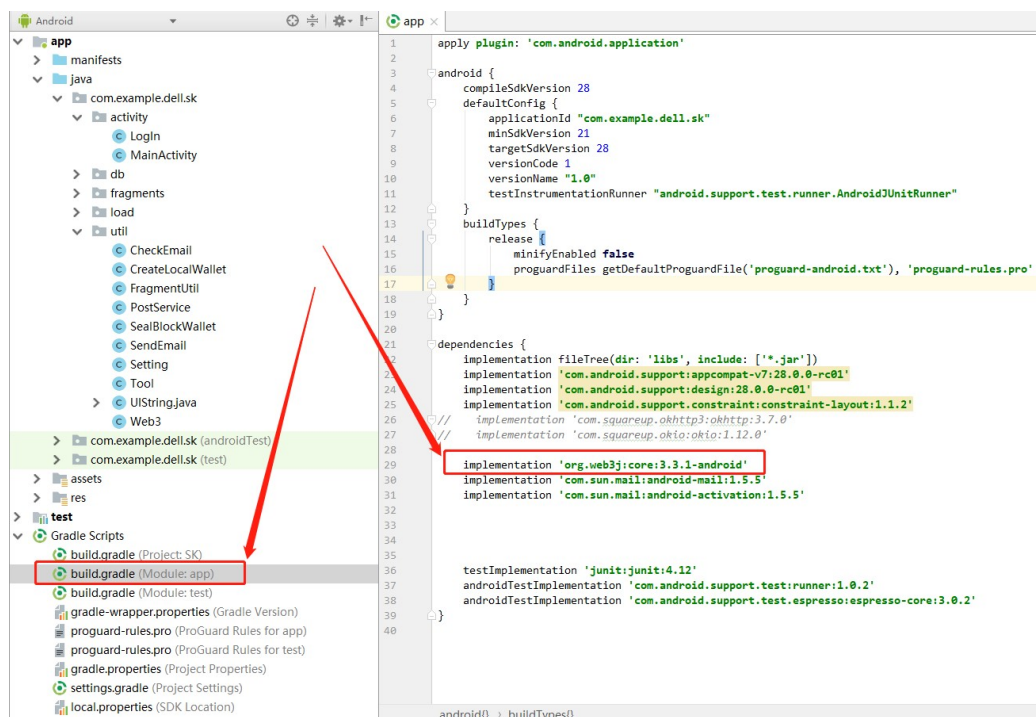 Android
app
manifests
java
com.example.dell.sk
activity
LogIn
MainActivity
db
fragments
load
util
CheckEmail
CreateLocalWallet
FragmentUtil
PostService
SealBlockWallet
SendEmail
Setting
Tool
UIString.java
Web3
com.example.dell.sk (androidTest)
com.example.dell.sk (test)
assets
res
test
Gradle Scripts
build.gradle (Project: SK)
build.gradle (Module: app)
build.gradle (Module: test)
gradle-wrapper.properties (Gradle Version)
proguard-rules.pro (ProGuard Rules for app)
proguard-rules.pro (ProGuard Rules for test)
gradle.properties (Project Properties)
settings.gradle (Project Settings)
local.properties (SDK Location)
app
1 apply plugin: 'com.android.application'
2
3 android {
4 compileSdkVersion 28
5 defaultConfig {
6 applicationId "com.example.dell.sk"
7 minSdkVersion 21
8 targetSdkVersion 28
9 versionCode 1
10 versionName "1.0"
11 testInstrumentationRunner "android.support.test.runner.AndroidJUnitRunner"
12 }
13 buildTypes {
14 release {
15 minifyEnabled false
16 proguardFiles getDefaultProguardFile('proguard-android.txt'), 'proguard-rules.pro'
17 }
18 }
19 }
20
21 dependencies {
22 implementation fileTree(dir: 'libs', include: ['*.jar'])
23 implementation 'com.android.support:appcompat-v7:28.0.0-rc01'
24 implementation 'com.android.support:design:28.0.0-rc01'
25 implementation 'com.android.support.constraint:constraint-layout:1.1.2'
26 // implementation 'com.squareup.okhttp3:okhttp:3.7.0'
27 // implementation 'com.squareup.okio:okio:1.12.0'
28
29 implementation 'org.web3j:core:3.3.1-android'
30 implementation 'com.sun.mail:android-mail:1.5.5'
31 implementation 'com.sun.mail:android-activation:1.5.5'
32
33
34
35
36 testImplementation 'junit:junit:4.12'
37 androidTestImplementation 'com.android.support.test:runner:1.0.2'
38 androidTestImplementation 'com.android.support.test.espresso:espresso-core:3.0.2'
39 }
40
android{} › buildTypes{}